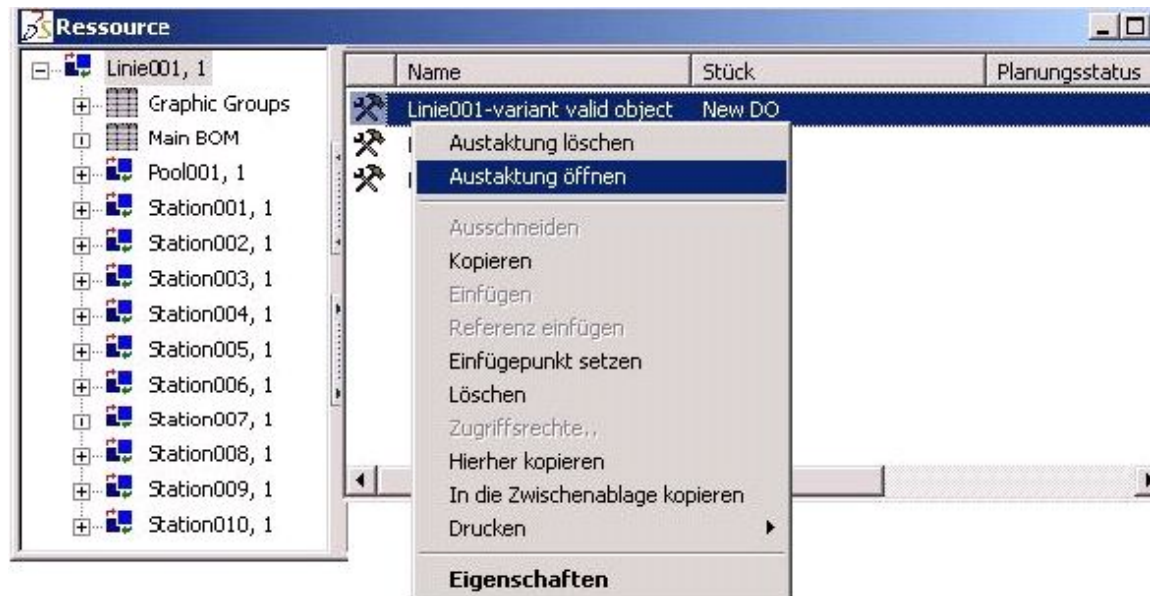 Ressource
Linie001, 1
Graphic Groups
Main BOM
Pool001, 1
Station001, 1
Station002, 1
Station003, 1
Station004, 1
Station005, 1
Station006, 1
Station007, 1
Station008, 1
Station009, 1
Station010, 1
Name Stück Planungsstatus
Linie001-variant valid object New DO
Austaktung löschen
Austaktung öffnen
Ausschneiden
Kopieren
Einfügen
Referenz einfügen
Einfügepunkt setzen
Löschen
Zugriffsrechte..
Hierher kopieren
In die Zwischenablage kopieren
Drucken
Eigenschaften